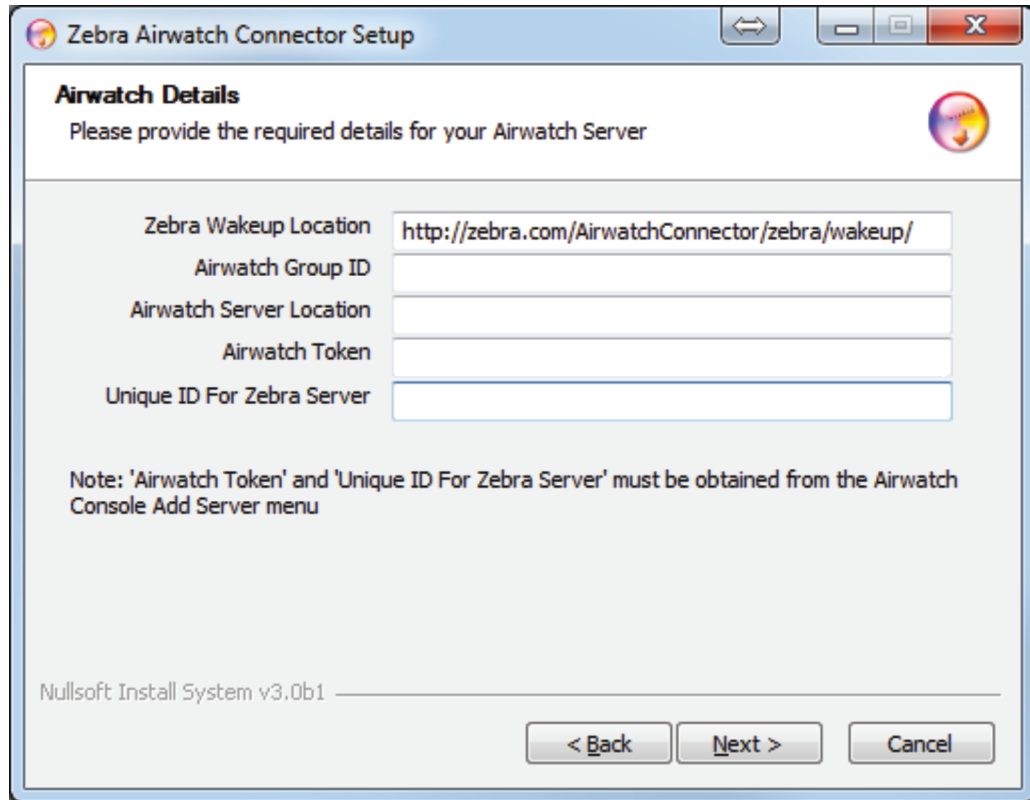 Zebra Airwatch Connector Setup
Airwatch Details
Please provide the required details for your Airwatch Server
Zebra Wakeup Location
http://zebra.com/AirwatchConnector/zebra/wakeup/
Airwatch Group ID
Airwatch Server Location
Airwatch Token
Unique ID For Zebra Server
Note: 'Airwatch Token' and 'Unique ID For Zebra Server' must be obtained from the Airwatch
Console Add Server menu
Nullsoft Install System v3.0b1
< Back
Next >
Cancel